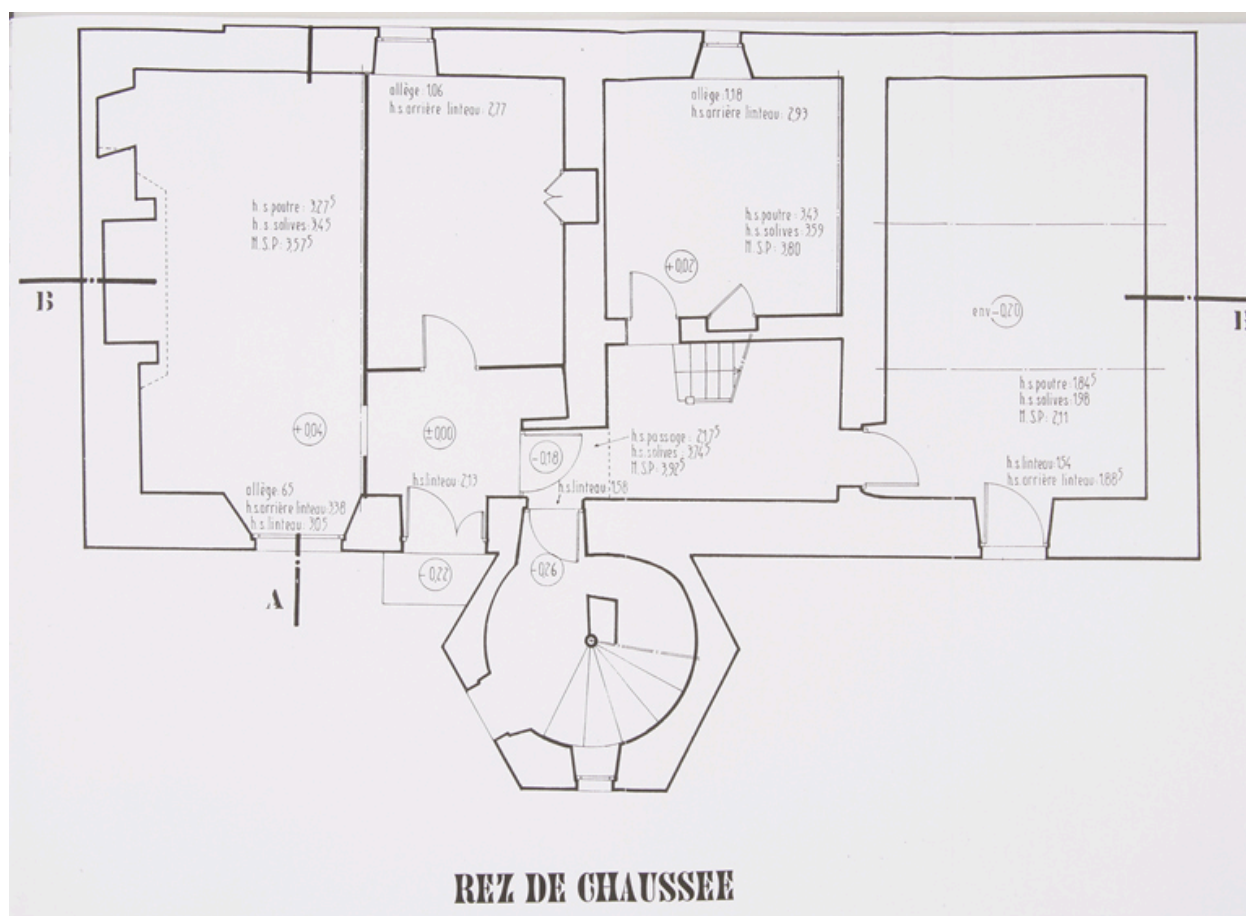 allège: 1,06
h.s.arrière linteau: 2,77
allège: 1,18
h.s.arrière linteau: 2,93
h.s.poutre: 3,27⁵
h.s.solives: 3,45
M.S.P: 3,57⁵
h.s.poutre: 3,43
h.s.solives: 3,59
M.S.P: 3,80
+0,02
B
env -0,20
h.s.poutre: 1,84⁵
h.s.solives: 1,98
M.S.P: 2,11
+0,04
±0,00
-0,18
h.s.passage: 2,17⁵
h.s.solives: 3,74⁵
M.S.P: 3,92⁵
h.s.linteau: 2,13
h.s.linteau: 1,58
allège: 65
h.s.arrière linteau: 3,38
h.s.linteau: 3,05
h.s.linteau: 1,54
h.s.arrière linteau: 1,88⁵
-0,22
-0,26
A
REZ DE CHAUSSEE